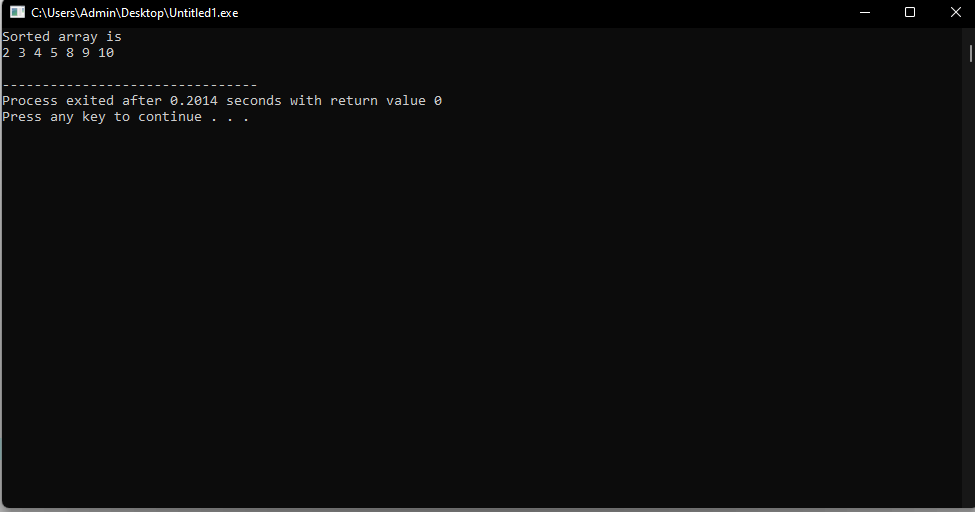 C:\Users\Admin\Desktop\Untitled1.exe
Sorted array is
2 3 4 5 8 9 10
--------------------------------
Process exited after 0.2014 seconds with return value 0
Press any key to continue . . .